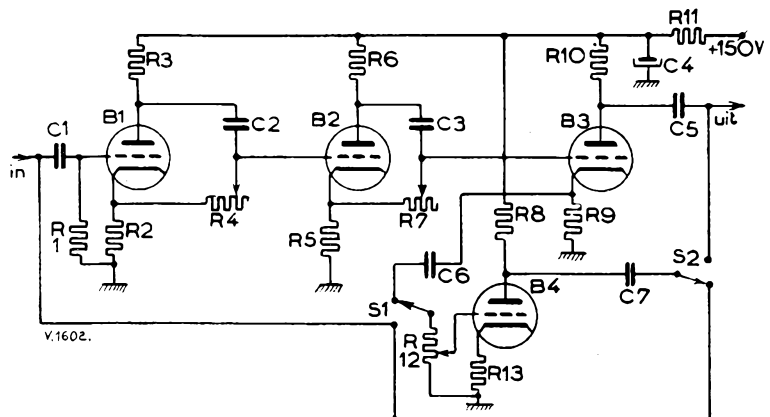 R11
+150V
R3
R6
R10
C4
B1
C2
B2
C3
B3
C5
uit
C1
in
R4
R7
R8
R9
R
1
R2
R5
C6
S2
B4
C7
S1
V.1602.
R
12
R13